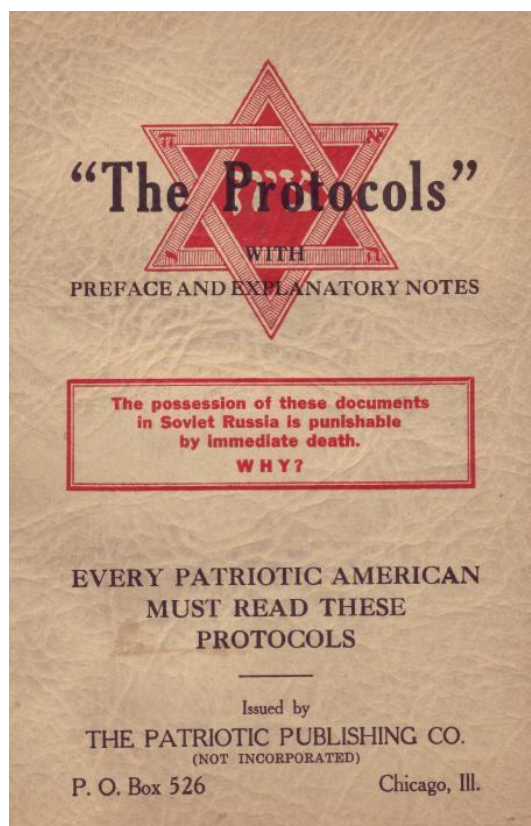 "The Protocols"
WITH
PREFACE AND EXPLANATORY NOTES
The possession of these documents
in Soviet Russia is punishable
by immediate death.
WHY?
EVERY PATRIOTIC AMERICAN
MUST READ THESE
PROTOCOLS
Issued by
THE PATRIOTIC PUBLISHING CO.
(NOT INCORPORATED)
P. O. Box 526 Chicago, Ill.